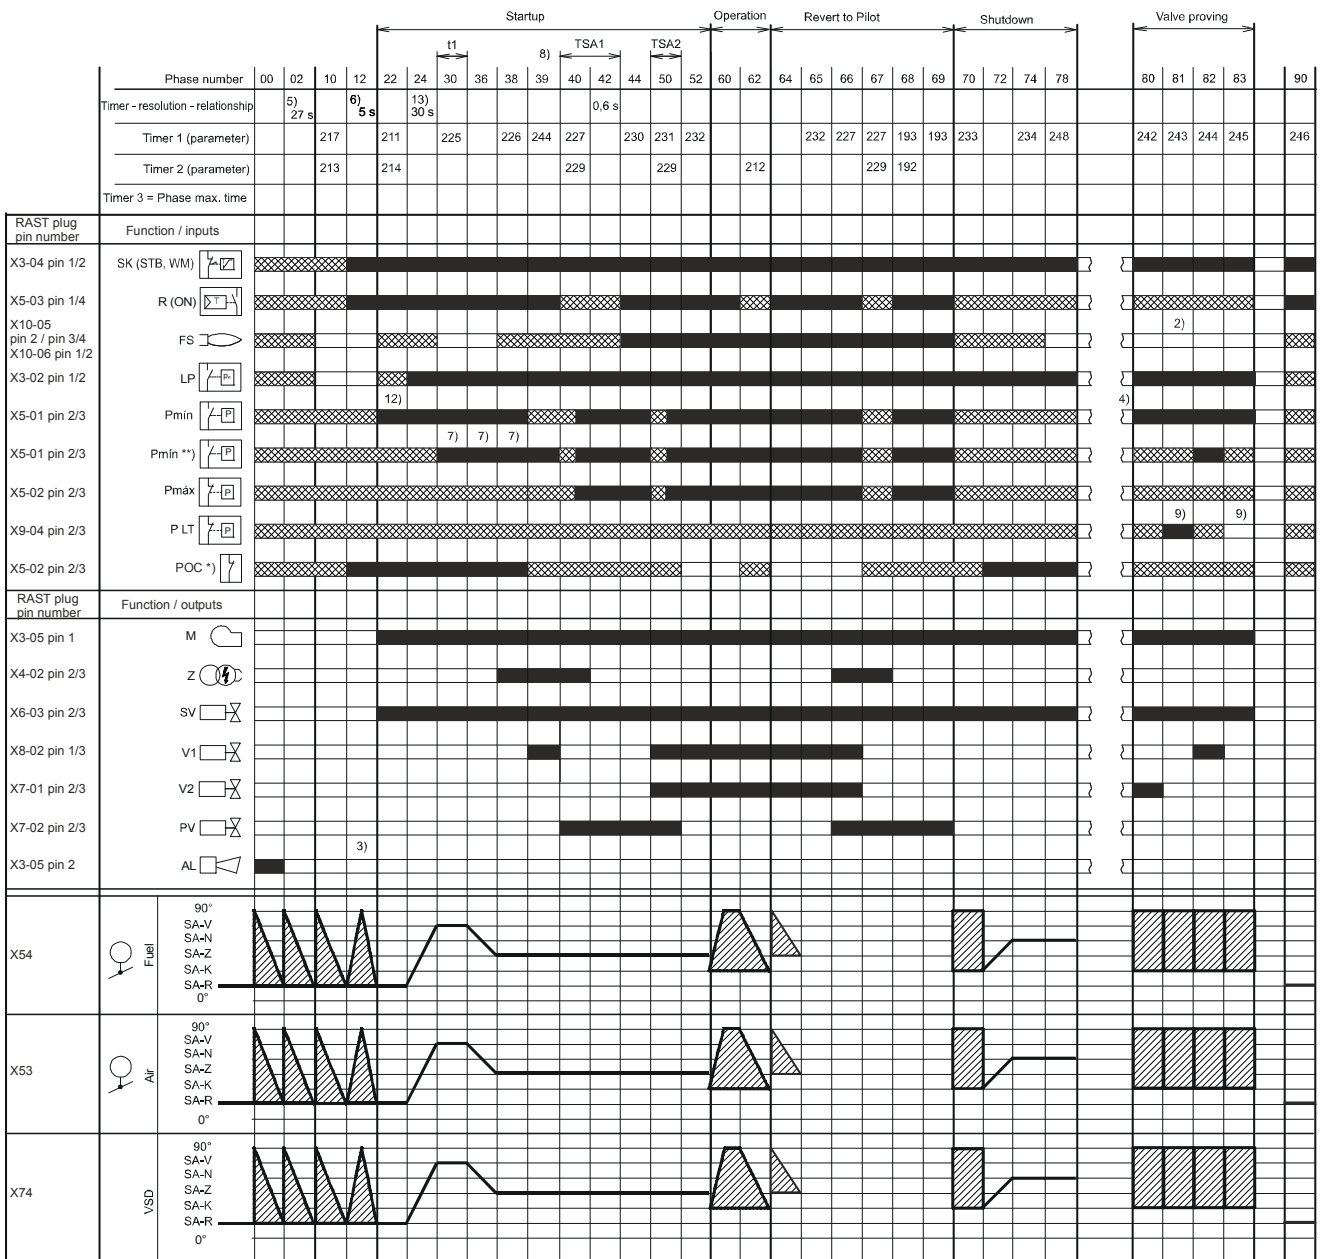 Startup Operation Revert to Pilot Shutdown Valve proving
t1 8) TSA1 TSA2
Phase number 00 02 10 12 22 24 30 36 38 39 40 42 44 50 52 60 62 64 65 66 67 68 69 70 72 74 78 80 81 82 83 90
Timer - resolution - relationship 5) 27 s 6) 5 s 13) 30 s 0,6 s
Timer 1 (parameter) 217 211 225 226 244 227 230 231 232 232 227 227 193 193 233 234 248 242 243 244 245 246
Timer 2 (parameter) 213 214 229 229 212 229 192
Timer 3 = Phase max. time
RAST plug
pin number
Function / inputs
X3-04 pin 1/2 SK (STB, WM)
X5-03 pin 1/4 R (ON) T
X10-05
pin 2 / pin 3/4
X10-06 pin 1/2
FS 2)
X3-02 pin 1/2 LP
12) 4)
X5-01 pin 2/3 Pmín P
7) 7) 7)
X5-01 pin 2/3 Pmín **) P
X5-02 pin 2/3 Pmáx P
9) 9)
X9-04 pin 2/3 P LT P
X5-02 pin 2/3 POC *)
RAST plug
pin number
Function / outputs
X3-05 pin 1 M
X4-02 pin 2/3 Z
X6-03 pin 2/3 SV
X8-02 pin 1/3 V1
X7-01 pin 2/3 V2
X7-02 pin 2/3 PV
3)
X3-05 pin 2 AL
X54
Fuel
90°
SA-V
SA-N
SA-Z
SA-K
SA-R
0°
X53
Air
90°
SA-V
SA-N
SA-Z
SA-K
SA-R
0°
X74
VSD
90°
SA-V
SA-N
SA-Z
SA-K
SA-R
0°